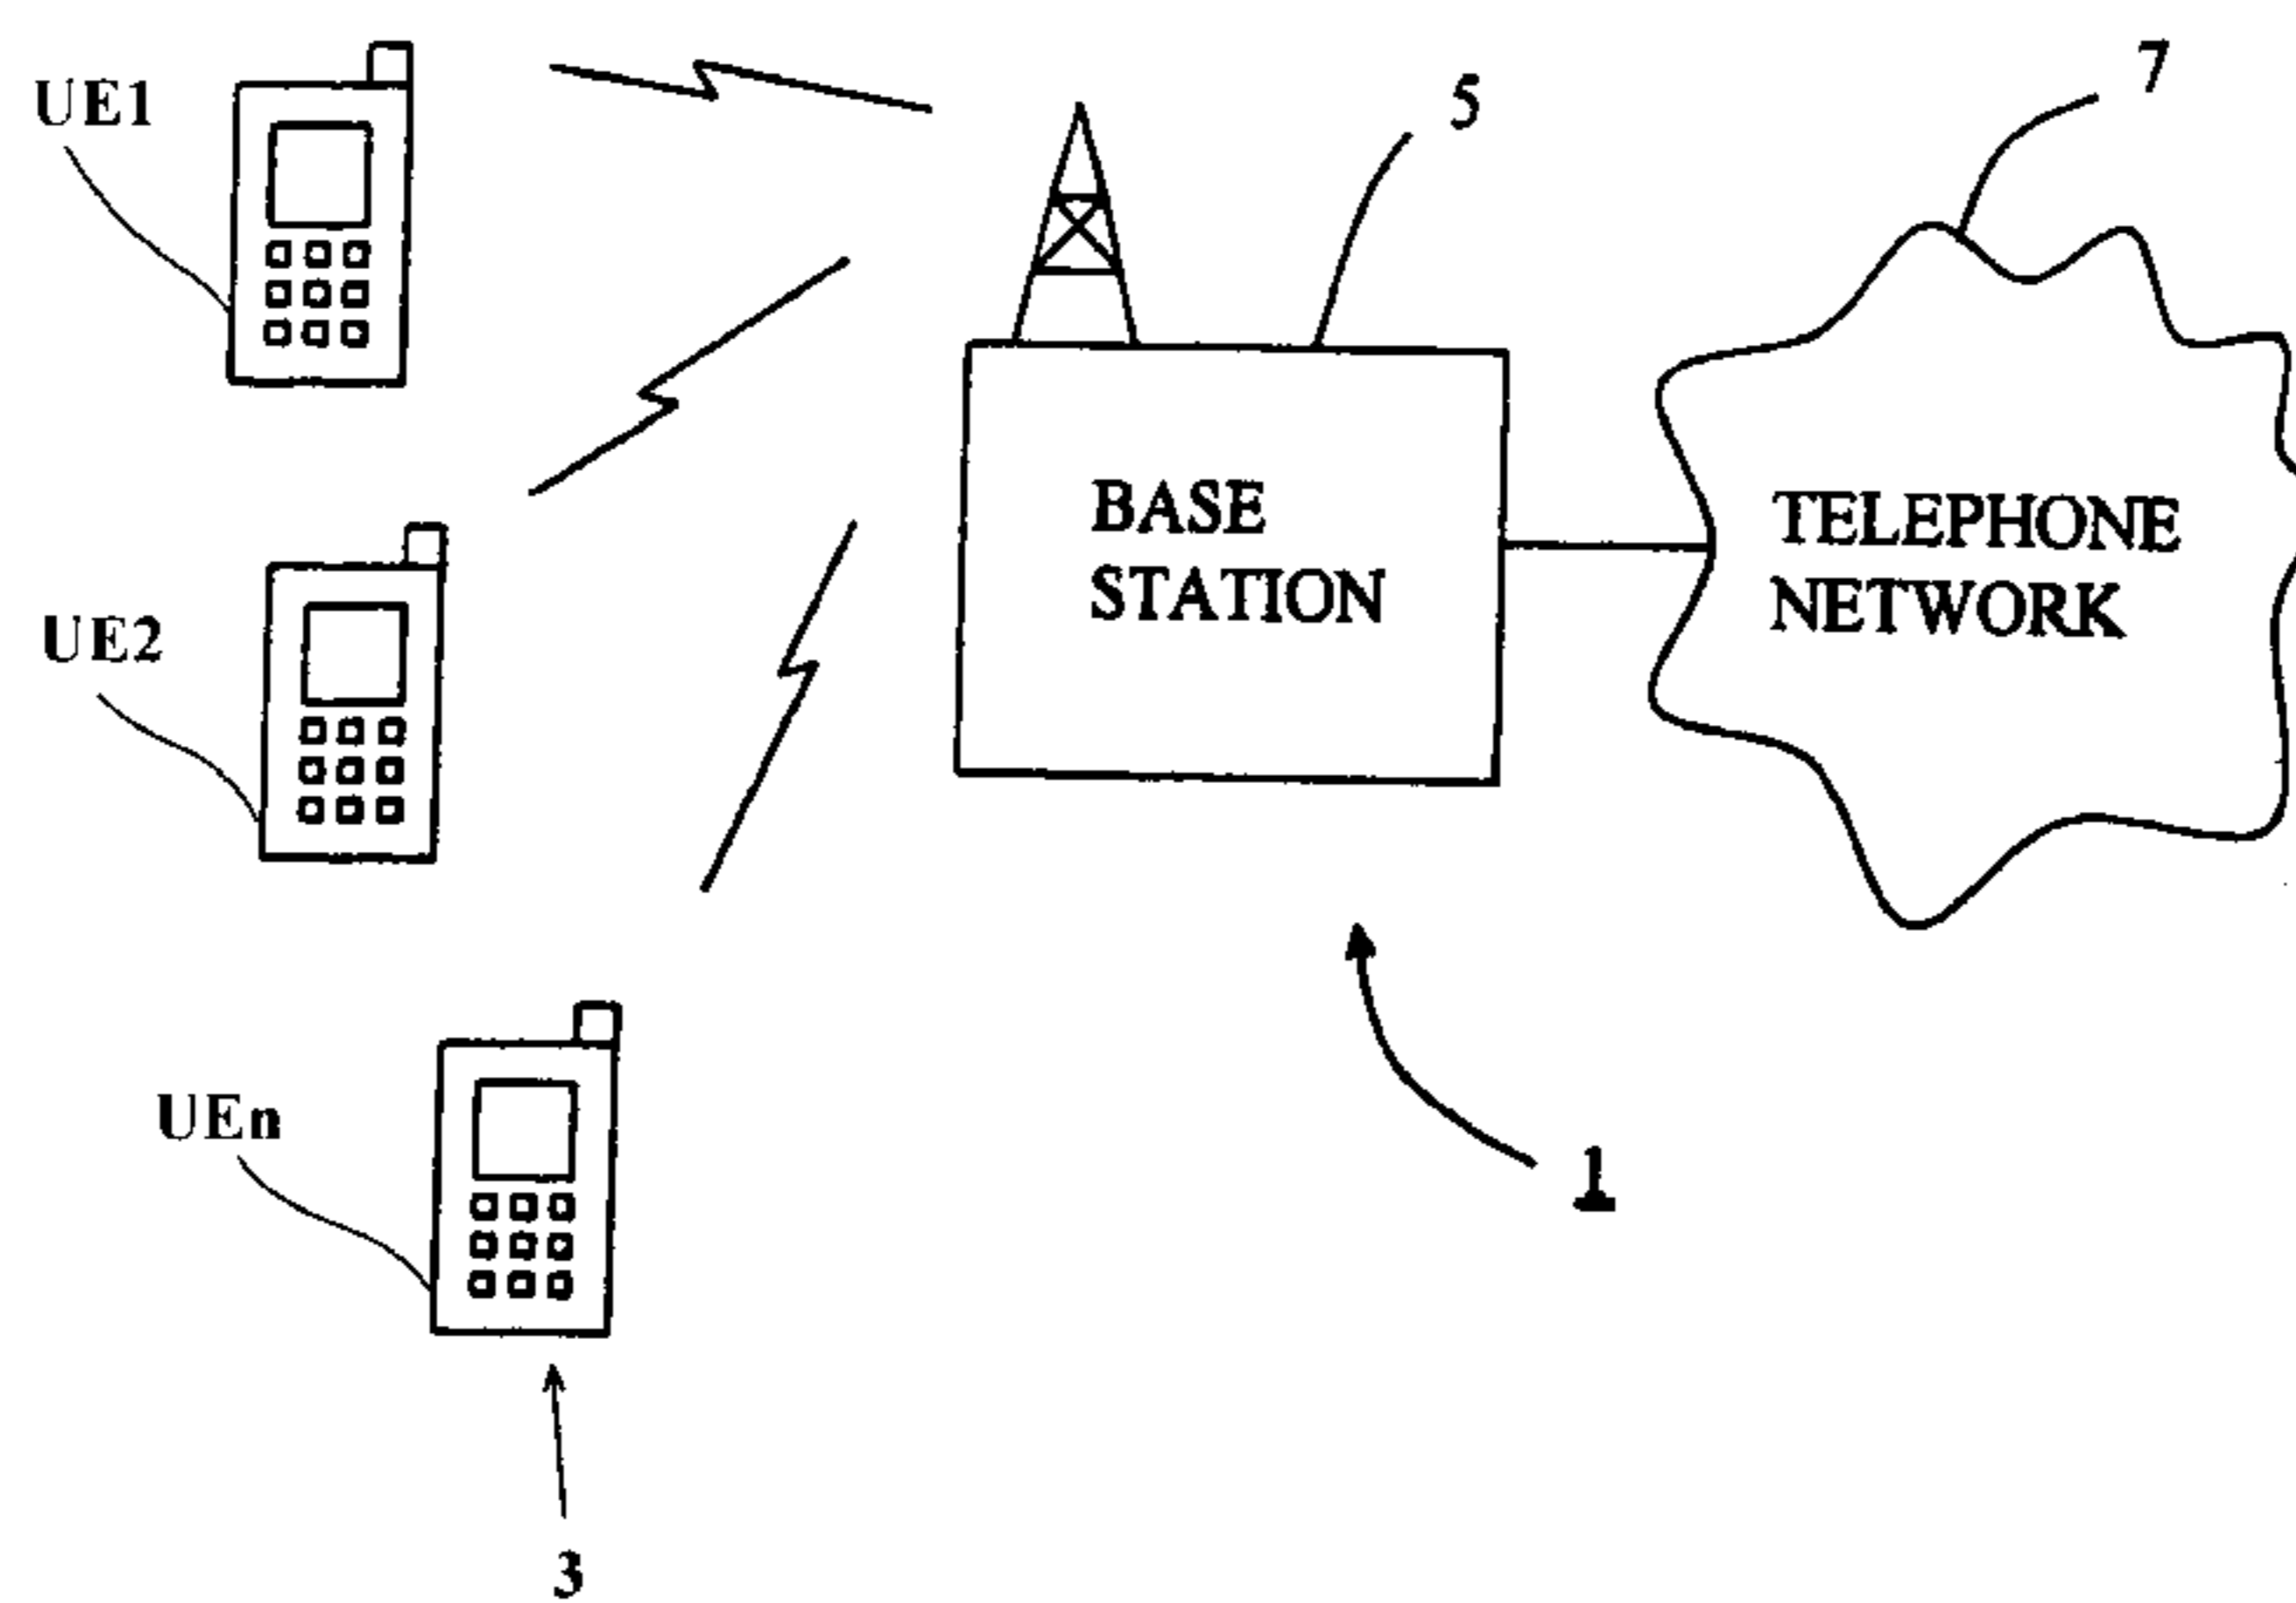 UE1
5
7
BASE
STATION
TELEPHONE
NETWORK
UE2
UEn
1
3